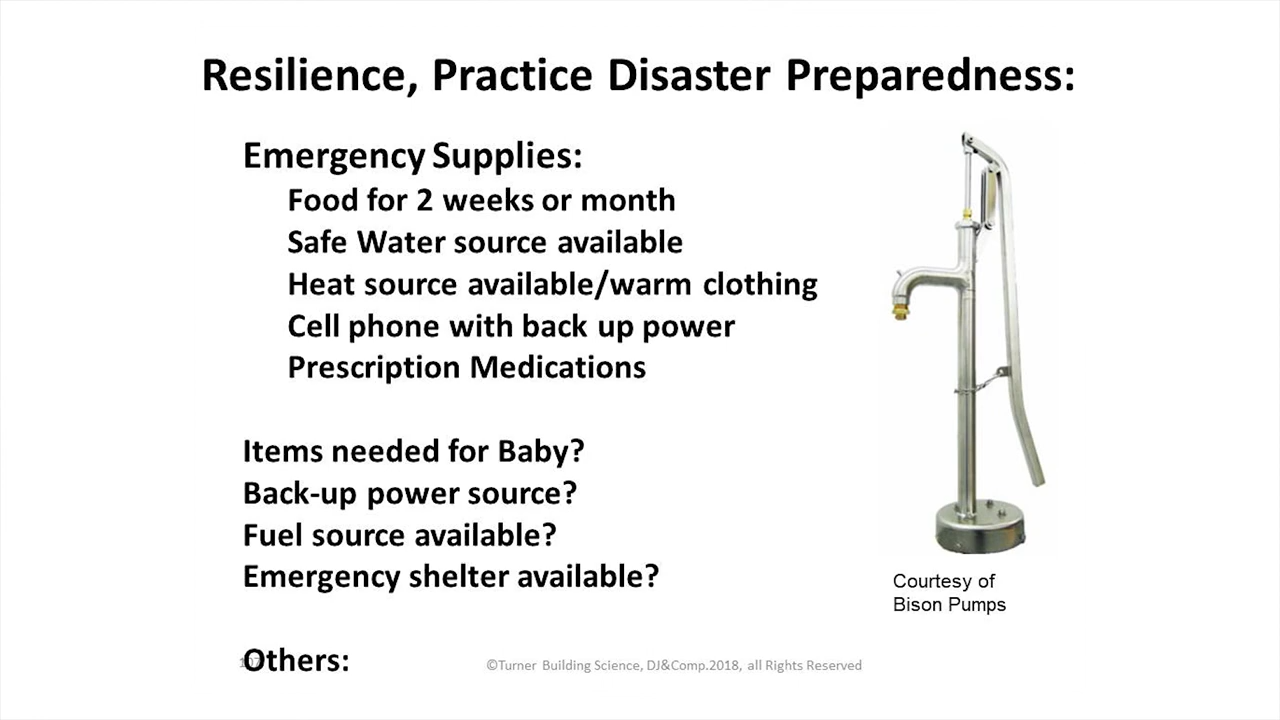 Resilience, Practice Disaster Preparedness:
Emergency Supplies:
Food for 2 weeks or month
Safe Water source available
Heat source available/warm clothing
Cell phone with back up power
Prescription Medications
Items needed for Baby?
Back-up power source?
Fuel source available?
Emergency shelter available?
Others:
Courtesy of
Bison Pumps
©Turner Building Science, DJ&Comp.2018, all Rights Reserved